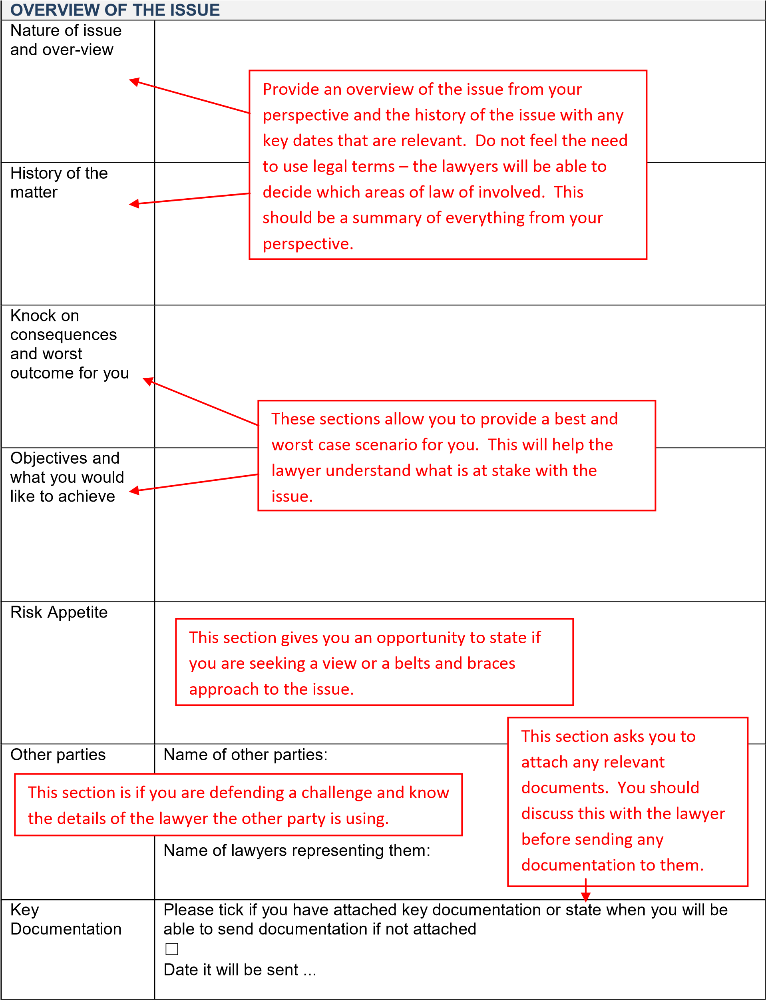 OVERVIEW OF THE ISSUE
Nature of issue
and over-view
Provide an overview of the issue from your
perspective and the history of the issue with any
key dates that are relevant.  Do not feel the need
to use legal terms – the lawyers will be able to
decide which areas of law of involved.  This
should be a summary of everything from your
perspective.
History of the
matter
Knock on
consequences
and worst
outcome for you
These sections allow you to provide a best and
worst case scenario for you.  This will help the
lawyer understand what is at stake with the
issue.
Objectives and
what you would
like to achieve
Risk Appetite
This section gives you an opportunity to state if
you are seeking a view or a belts and braces
approach to the issue.
Other parties
Name of other parties:
This section is if you are defending a challenge and know
the details of the lawyer the other party is using.
Name of lawyers representing them:
This section asks you to
attach any relevant
documents.  You should
discuss this with the lawyer
before sending any
documentation to them.
Key
Documentation
Please tick if you have attached key documentation or state when you will be
able to send documentation if not attached
☐
Date it will be sent ...